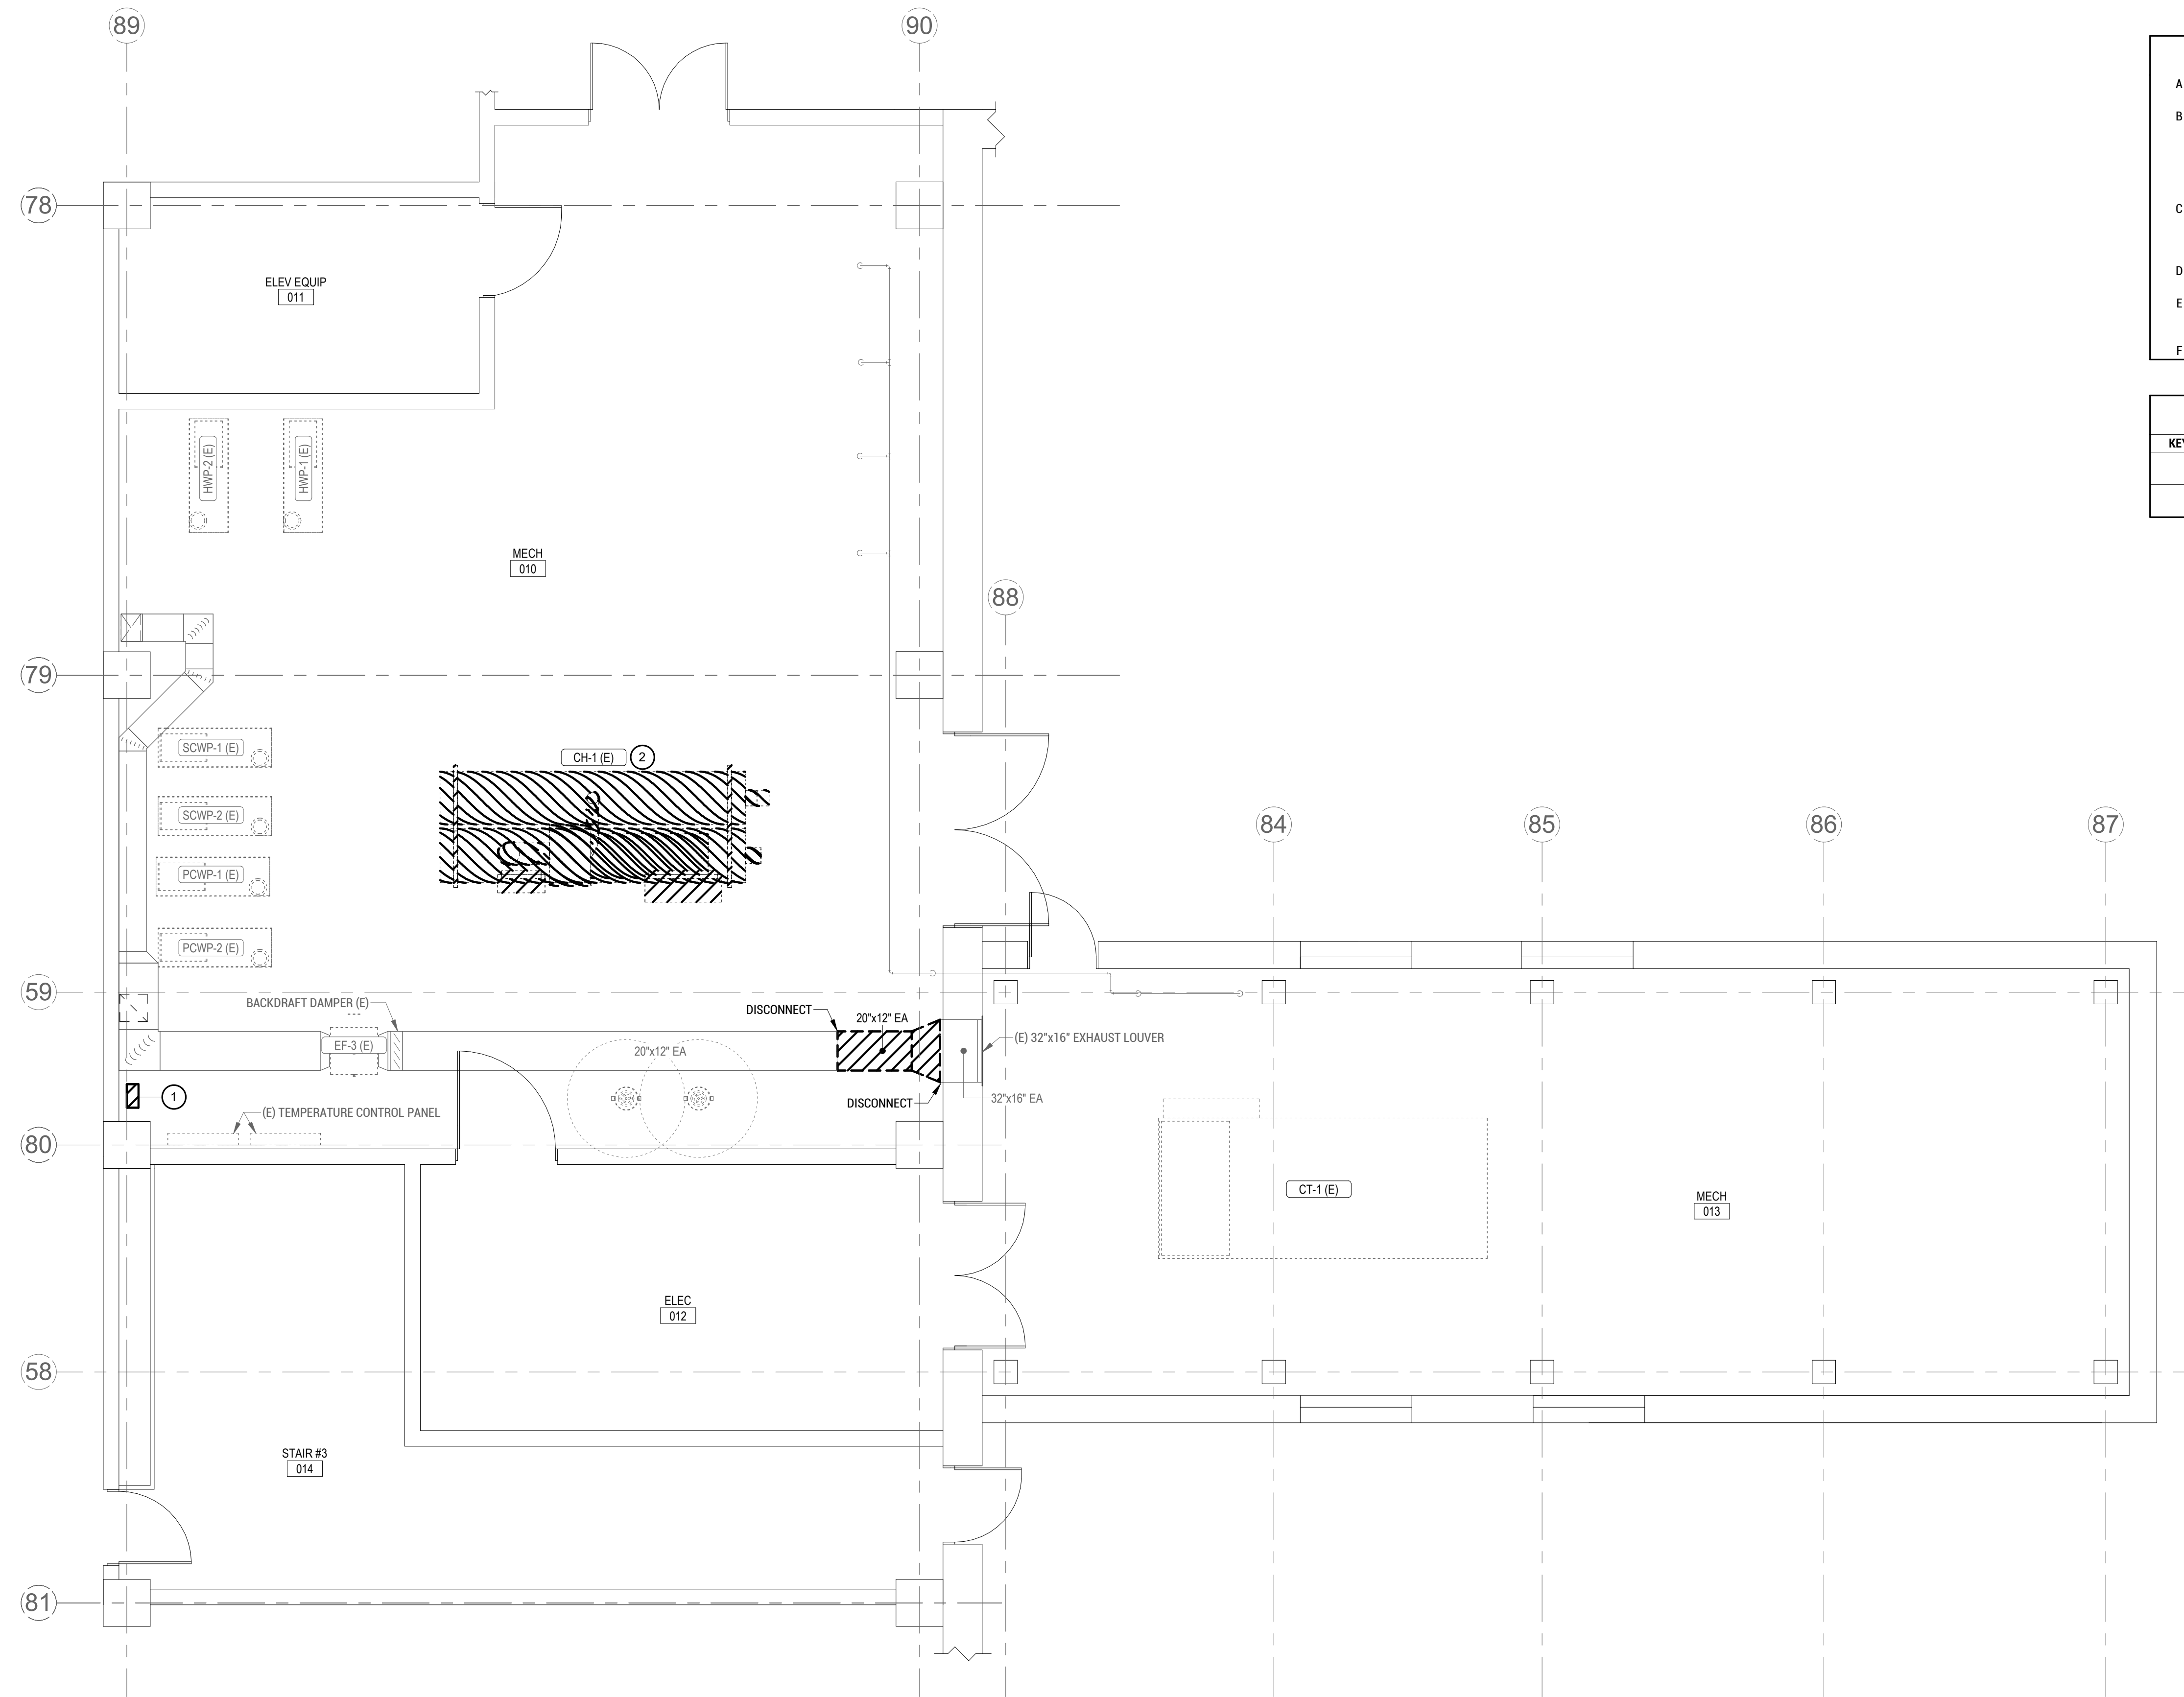 89
90
A
B
78
C
D
ELEV EQUIP
011
E
F
KEY
HWP-2 (E)
HWP-1 (E)
MECH
010
88
79
SCWP-1 (E)
CH-1 (E)
2
SCWP-2 (E)
84
85
86
87
PCWP-1 (E)
PCWP-2 (E)
59
BACKDRAFT DAMPER (E)
DISCONNECT
20"x12" EA
EF-3 (E)
20"x12" EA
(E) 32"x16" EXHAUST LOUVER
1
DISCONNECT
32"x16" EA
(E) TEMPERATURE CONTROL PANEL
80
CT-1 (E)
MECH
013
ELEC
012
58
STAIR #3
014
81